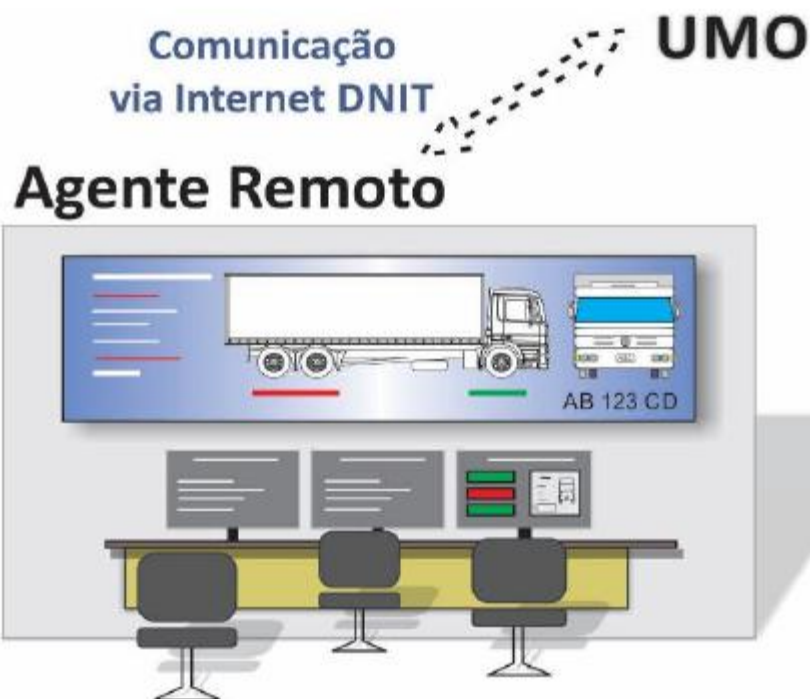 Comunicação
via Internet DNIT
UMO
Agente Remoto
AB 123 CD